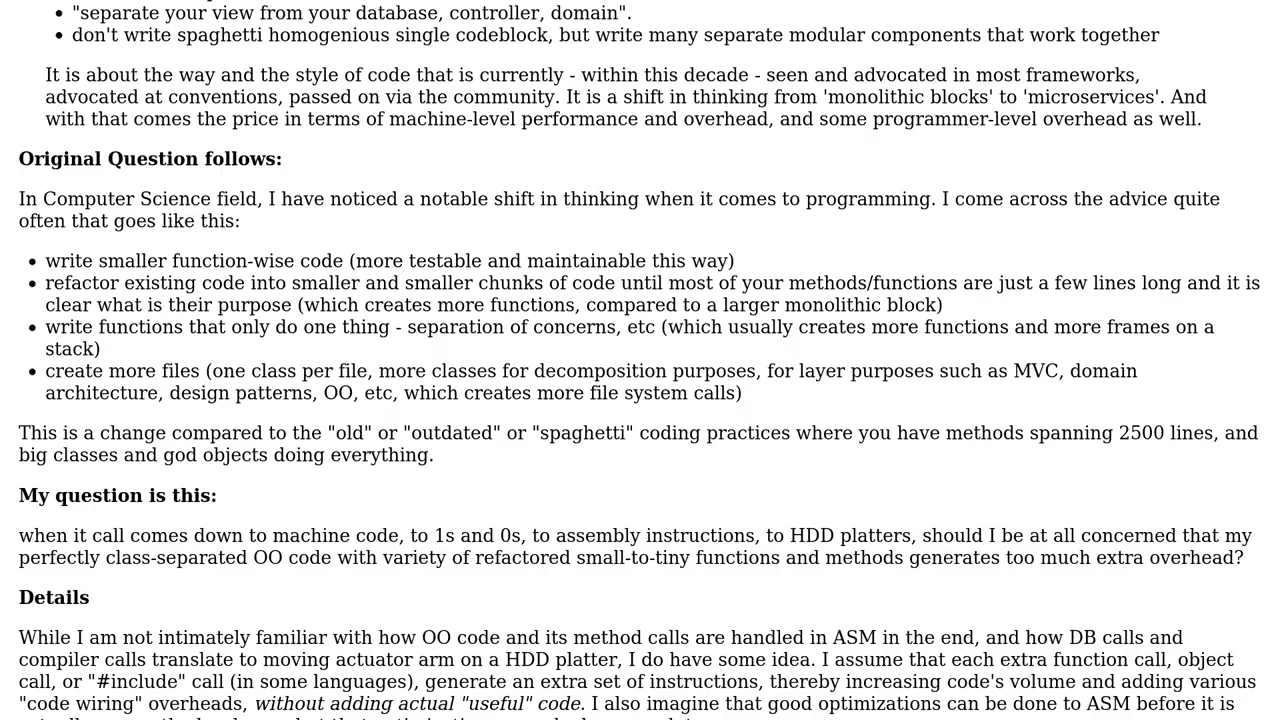 "separate your view from your database, controller, domain".
don't write spaghetti homogenious single codeblock, but write many separate modular components that work together
It is about the way and the style of code that is currently - within this decade - seen and advocated in most frameworks,
advocated at conventions, passed on via the community. It is a shift in thinking from 'monolithic blocks' to 'microservices'. And
with that comes the price in terms of machine-level performance and overhead, and some programmer-level overhead as well.
Original Question follows:
In Computer Science field, I have noticed a notable shift in thinking when it comes to programming. I come across the advice quite
often that goes like this:
write smaller function-wise code (more testable and maintainable this way)
refactor existing code into smaller and smaller chunks of code until most of your methods/functions are just a few lines long and it is
clear what is their purpose (which creates more functions, compared to a larger monolithic block)
write functions that only do one thing - separation of concerns, etc (which usually creates more functions and more frames on a
stack)
create more files (one class per file, more classes for decomposition purposes, for layer purposes such as MVC, domain
architecture, design patterns, OO, etc, which creates more file system calls)
This is a change compared to the "old" or "outdated" or "spaghetti" coding practices where you have methods spanning 2500 lines, and
big classes and god objects doing everything.
My question is this:
when it call comes down to machine code, to 1s and 0s, to assembly instructions, to HDD platters, should I be at all concerned that my
perfectly class-separated OO code with variety of refactored small-to-tiny functions and methods generates too much extra overhead?
Details
While I am not intimately familiar with how OO code and its method calls are handled in ASM in the end, and how DB calls and
compiler calls translate to moving actuator arm on a HDD platter, I do have some idea. I assume that each extra function call, object
call, or "#include" call (in some languages), generate an extra set of instructions, thereby increasing code's volume and adding various
"code wiring" overheads, without adding actual "useful" code. I also imagine that good optimizations can be done to ASM before it is